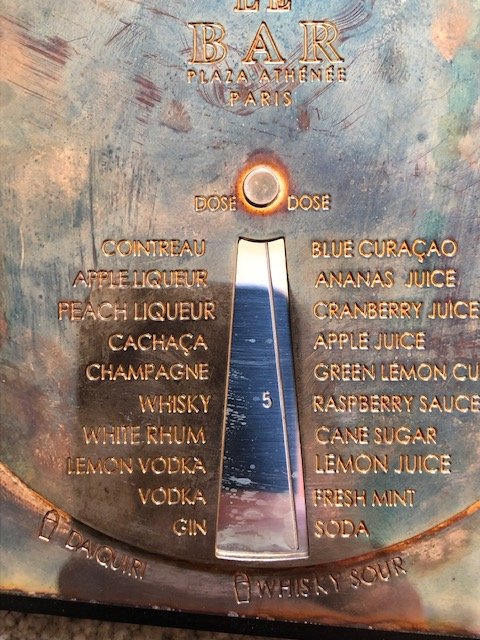 LE
BAR
PLAZA ATHÉNÉE
PARIS
DOSE DOSE
COINTREAU BLUE CURAÇAO
APPLE LIQUEUR ANANAS JUICE
PEACH LIQUEUR CRANBERRY JUICE
CACHAÇA APPLE JUICE
CHAMPAGNE GREEN LEMON CU
WHISKY 5 RASPBERRY SAUCE
WHITE RHUM CANE SUGAR
LEMON VODKA LEMON JUICE
VODKA FRESH MINT
GIN SODA
DAIQUIRI WHISKY SOUR